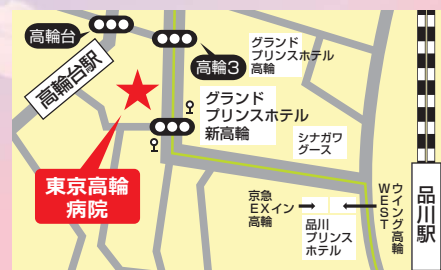 高輪台
高輪台駅
高輪3
グランド
プリンスホテル
高輪
グランド
プリンスホテル
新高輪
シナガワ
グース
東京高輪
病院
京急
EXイン
高輪
品川
プリンス
ホテル
ウイング高輪
WEST
品川駅